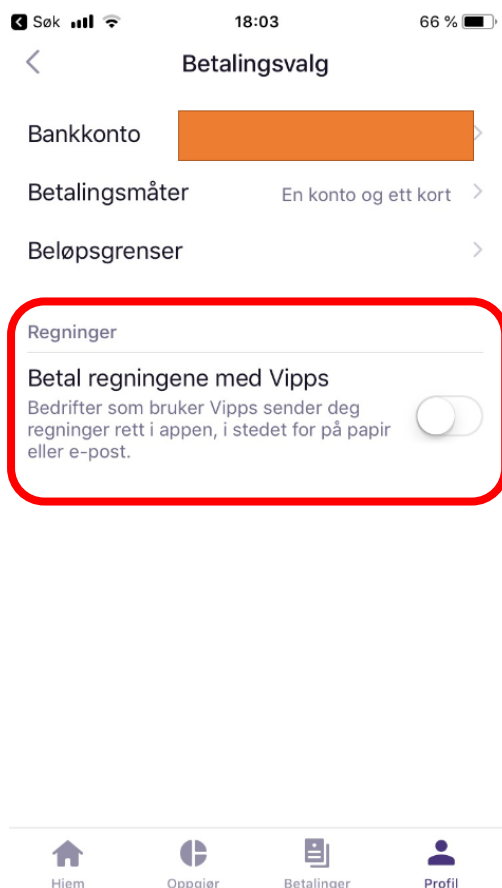 Søk 18:03 66 %
Betalingsvalg
Bankkonto
Betalingsmåter En konto og ett kort
Beløpsgrenser
Regninger
Betal regningene med Vipps
Bedrifter som bruker Vipps sender deg
regninger rett i appen, i stedet for på papir
eller e-post.
Hjem Oppgjør Betalinger Profil